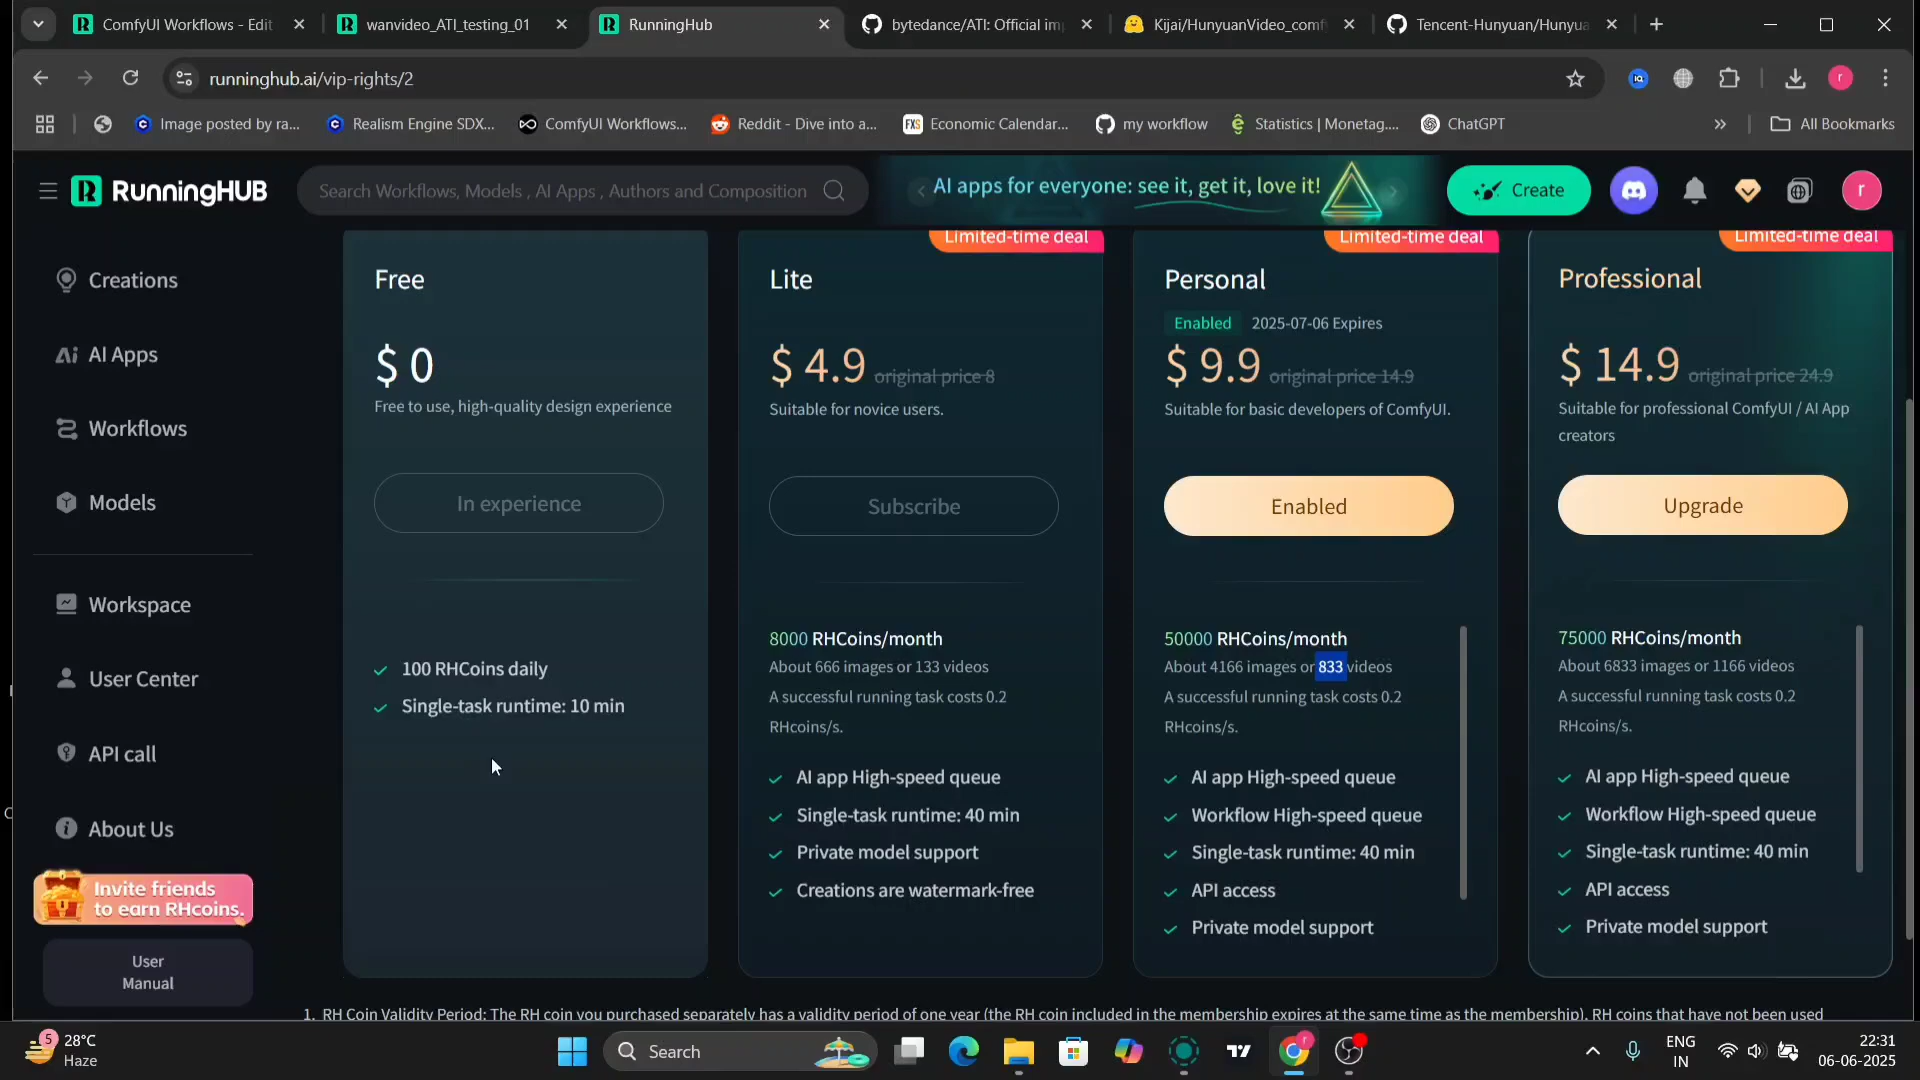 ComfyUI Workflows - Edit
wanvideo_ATI_testing_01
RunningHub
bytedance/ATI: Official im
Kijai/HunyuanVideo_comf
Tencent-Hunyuan/Hunyua
runninghub.ai/vip-rights/2
Image posted by ra...
Realism Engine SDX...
ComfyUI Workflows...
Reddit - Dive into a...
FXS
Economic Calendar...
my workflow
Statistics | Monetag....
ChatGPT
All Bookmarks
RunningHUB
Search Workflows, Models , AI Apps , Authors and Composition
AI apps for everyone: see it, get it, love it!
Create
r
Creations
AI Apps
Workflows
Models
Workspace
User Center
API call
About Us
Invite friends
to earn RHcoins.
User
Manual
Free
$ 0
Free to use, high-quality design experience
In experience
100 RHCoins daily
Single-task runtime: 10 min
Limited-time deal
Lite
$ 4.9 original price 8
Suitable for novice users.
Subscribe
8000 RHCoins/month
About 666 images or 133 videos
A successful running task costs 0.2
RHcoins/s.
AI app High-speed queue
Single-task runtime: 40 min
Private model support
Creations are watermark-free
Limited-time deal
Personal
Enabled 2025-07-06 Expires
$ 9.9 original price 14.9
Suitable for basic developers of ComfyUI.
Enabled
50000 RHCoins/month
About 4166 images or 833 videos
A successful running task costs 0.2
RHcoins/s.
AI app High-speed queue
Workflow High-speed queue
Single-task runtime: 40 min
API access
Private model support
Limited-time deal
Professional
$ 14.9 original price 24.9
Suitable for professional ComfyUI / AI App
creators
Upgrade
75000 RHCoins/month
About 6833 images or 1166 videos
A successful running task costs 0.2
RHcoins/s.
AI app High-speed queue
Workflow High-speed queue
Single-task runtime: 40 min
API access
Private model support
1. RH Coin Validity Period: The RH coin you purchased separately has a validity period of one year (the RH coin included in the membership expires at the same time as the membership). RH coins that have not been used
5
28°C
Haze
Search
ENG
IN
22:31
06-06-2025